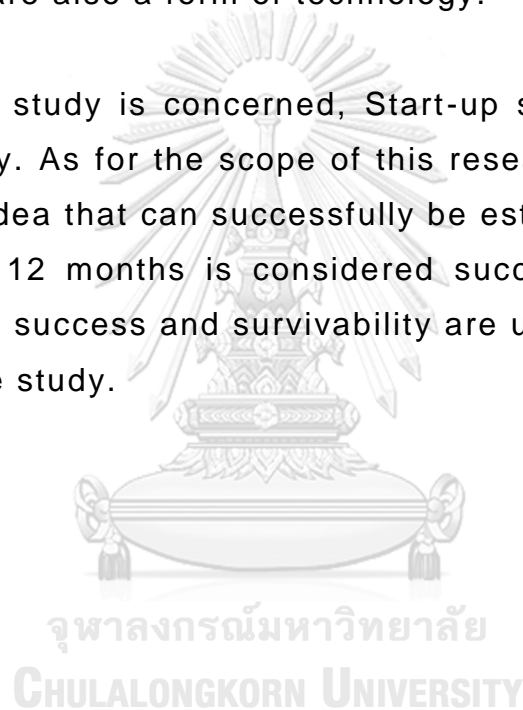 are also a form of technology.
study is concerned, Start-up s
y. As for the scope of this rese
dea that can successfully be est
12 months is considered succ
success and survivability are u
e study.
จุฬาลงกรณ์มหาวิทยาลัย
CHULALONGKORN UNIVERSITY